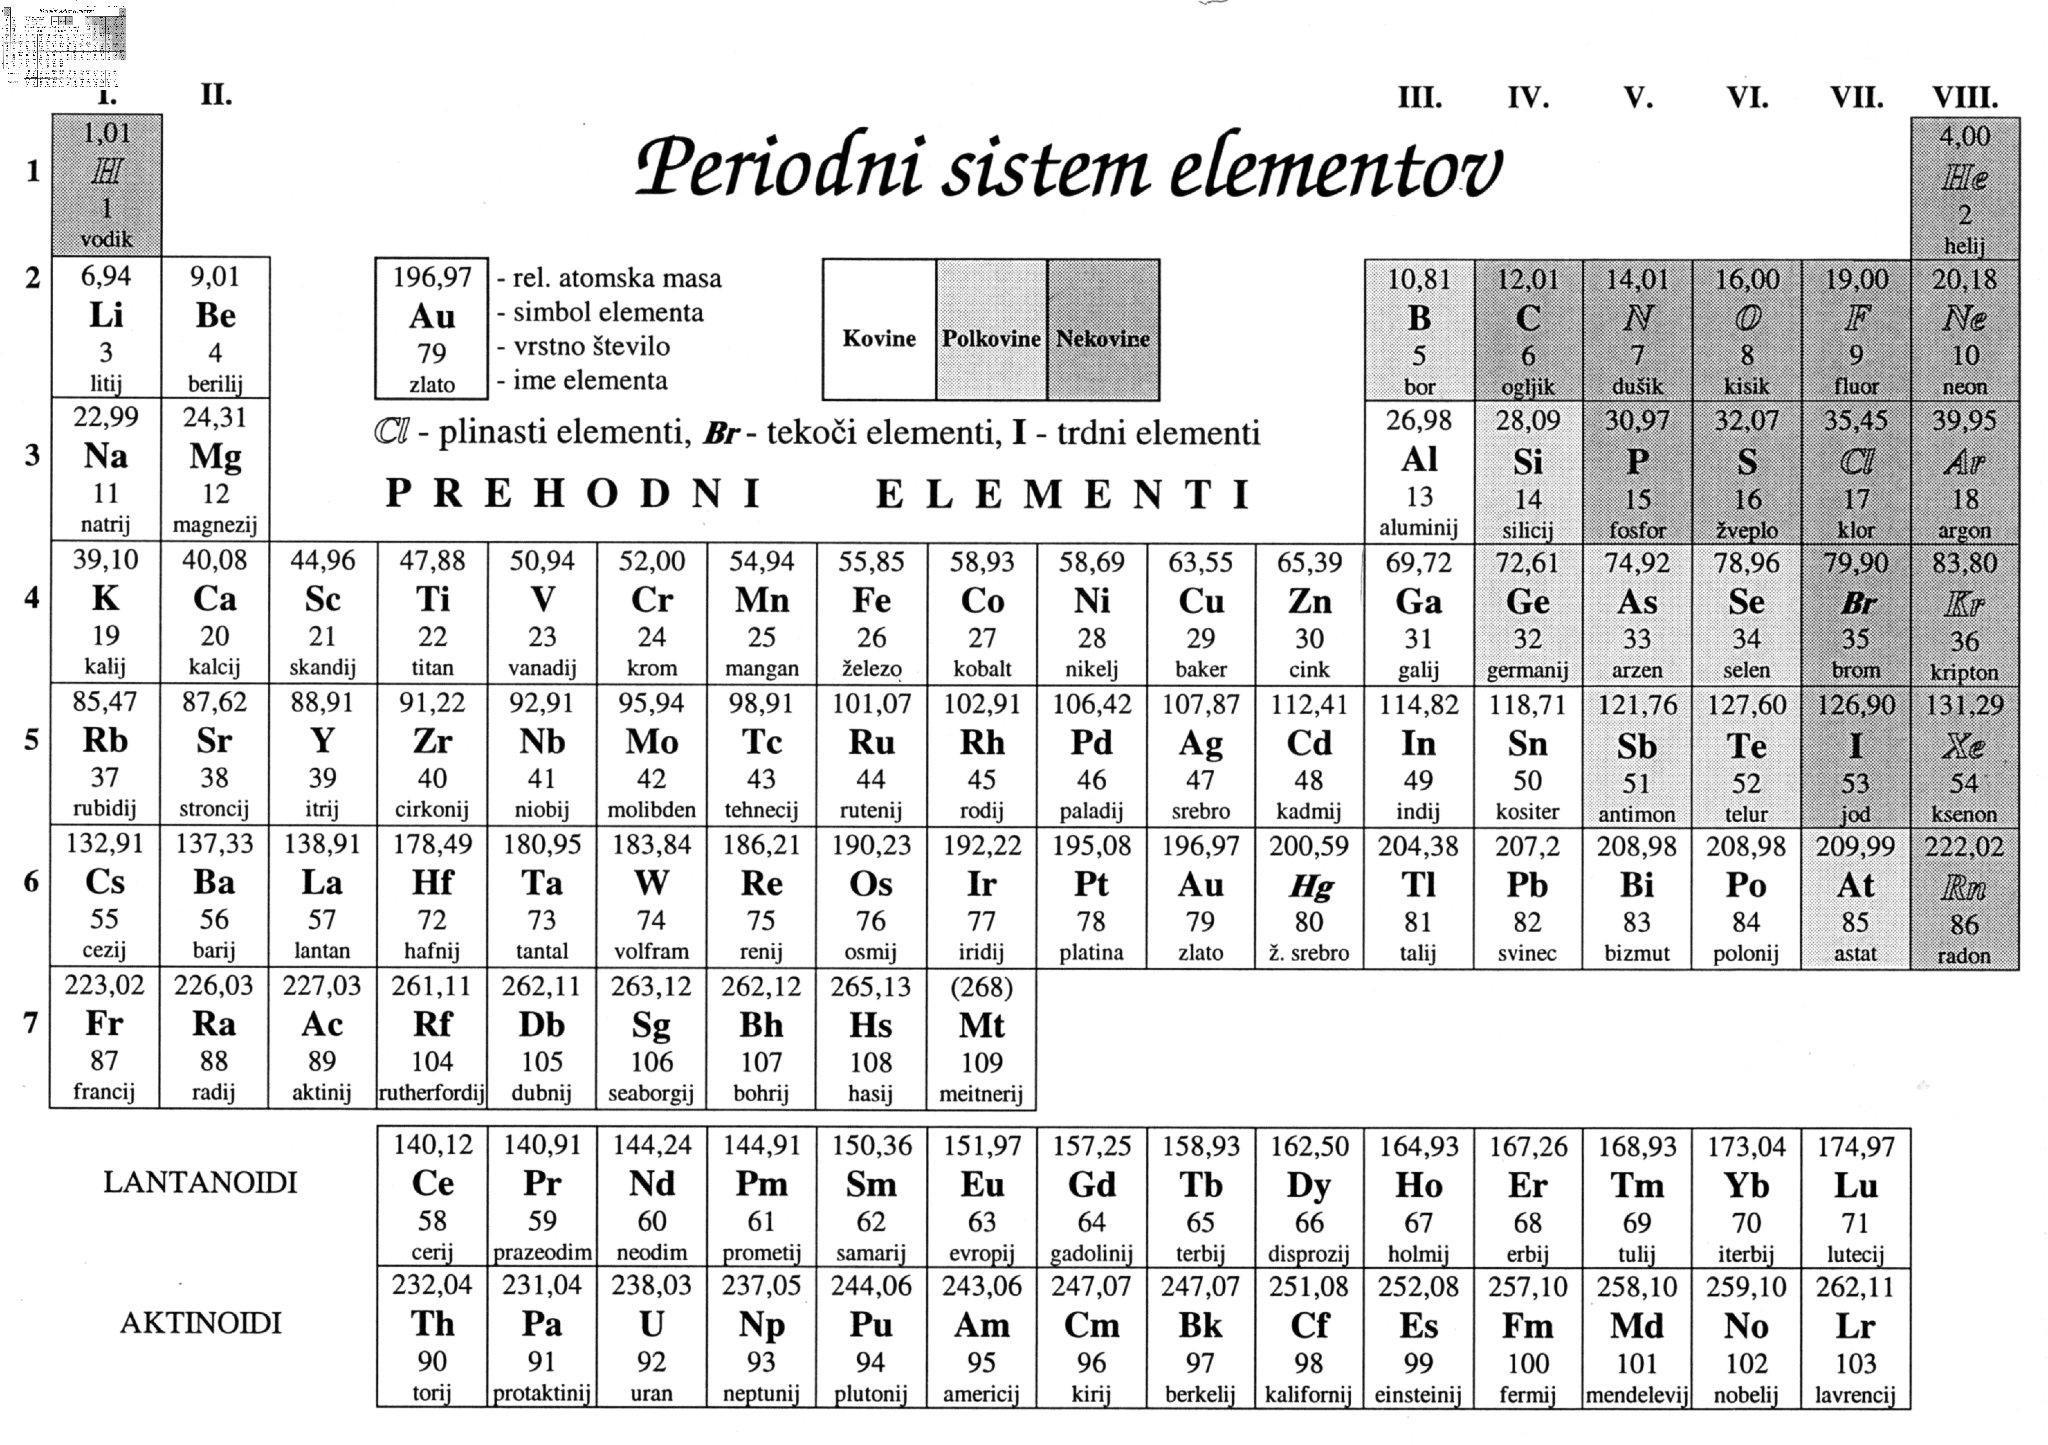 I. II. III. IV. V. VI. VII. VIII.
Periodni sistem elementov
1
1,01 4,00
H He
1 2
vodik helij
2
6,94 9,01 10,81 12,01 14,01 16,00 19,00 20,18
Li Be B C N O F Ne
3 4 5 6 7 8 9 10
litij berilij bor ogljik dušik kisik fluor neon
196,97 - rel. atomska masa
Au - simbol elementa
79 - vrstno število
zlato - ime elementa
Kovine Polkovine Nekovine
Cl - plinasti elementi, Br - tekoči elementi, I - trdni elementi
PREHODNI ELEMENTI
3
22,99 24,31 26,98 28,09 30,97 32,07 35,45 39,95
Na Mg Al Si P S Cl Ar
11 12 13 14 15 16 17 18
natrij magnezij aluminij silicij fosfor žveplo klor argon
4
39,10 40,08 44,96 47,88 50,94 52,00 54,94 55,85 58,93 58,69 63,55 65,39 69,72 72,61 74,92 78,96 79,90 83,80
K Ca Sc Ti V Cr Mn Fe Co Ni Cu Zn Ga Ge As Se Br Kr
19 20 21 22 23 24 25 26 27 28 29 30 31 32 33 34 35 36
kalij kalcij skandij titan vanadij krom mangan železo kobalt nikelj baker cink galij germanij arzen selen brom kripton
5
85,47 87,62 88,91 91,22 92,91 95,94 98,91 101,07 102,91 106,42 107,87 112,41 114,82 118,71 121,76 127,60 126,90 131,29
Rb Sr Y Zr Nb Mo Tc Ru Rh Pd Ag Cd In Sn Sb Te I Xe
37 38 39 40 41 42 43 44 45 46 47 48 49 50 51 52 53 54
rubidij stroncij itrij cirkonij niobij molibden tehnecij rutenij rodij paladij srebro kadmij indij kositer antimon telur jod ksenon
6
132,91 137,33 138,91 178,49 180,95 183,84 186,21 190,23 192,22 195,08 196,97 200,59 204,38 207,2 208,98 208,98 209,99 222,02
Cs Ba La Hf Ta W Re Os Ir Pt Au Hg Tl Pb Bi Po At Rn
55 56 57 72 73 74 75 76 77 78 79 80 81 82 83 84 85 86
cezij barij lantan hafnij tantal volfram renij osmij iridij platina zlato ž. srebro talij svinec bizmut polonij astat radon
7
223,02 226,03 227,03 261,11 262,11 263,12 262,12 265,13 (268)
Fr Ra Ac Rf Db Sg Bh Hs Mt
87 88 89 104 105 106 107 108 109
francij radij aktinij rutherfordij dubnij seaborgij bohrij hasij meitnerij
LANTANOIDI
140,12 140,91 144,24 144,91 150,36 151,97 157,25 158,93 162,50 164,93 167,26 168,93 173,04 174,97
Ce Pr Nd Pm Sm Eu Gd Tb Dy Ho Er Tm Yb Lu
58 59 60 61 62 63 64 65 66 67 68 69 70 71
cerij prazeodim neodim prometij samarij evropij gadolinij terbij disprozij holmij erbij tulij iterbij lutecij
AKTINOIDI
232,04 231,04 238,03 237,05 244,06 243,06 247,07 247,07 251,08 252,08 257,10 258,10 259,10 262,11
Th Pa U Np Pu Am Cm Bk Cf Es Fm Md No Lr
90 91 92 93 94 95 96 97 98 99 100 101 102 103
torij protaktinij uran neptunij plutonij americij kirij berkelij kalifornij einsteinij fermij mendelevij nobelij lavrencij